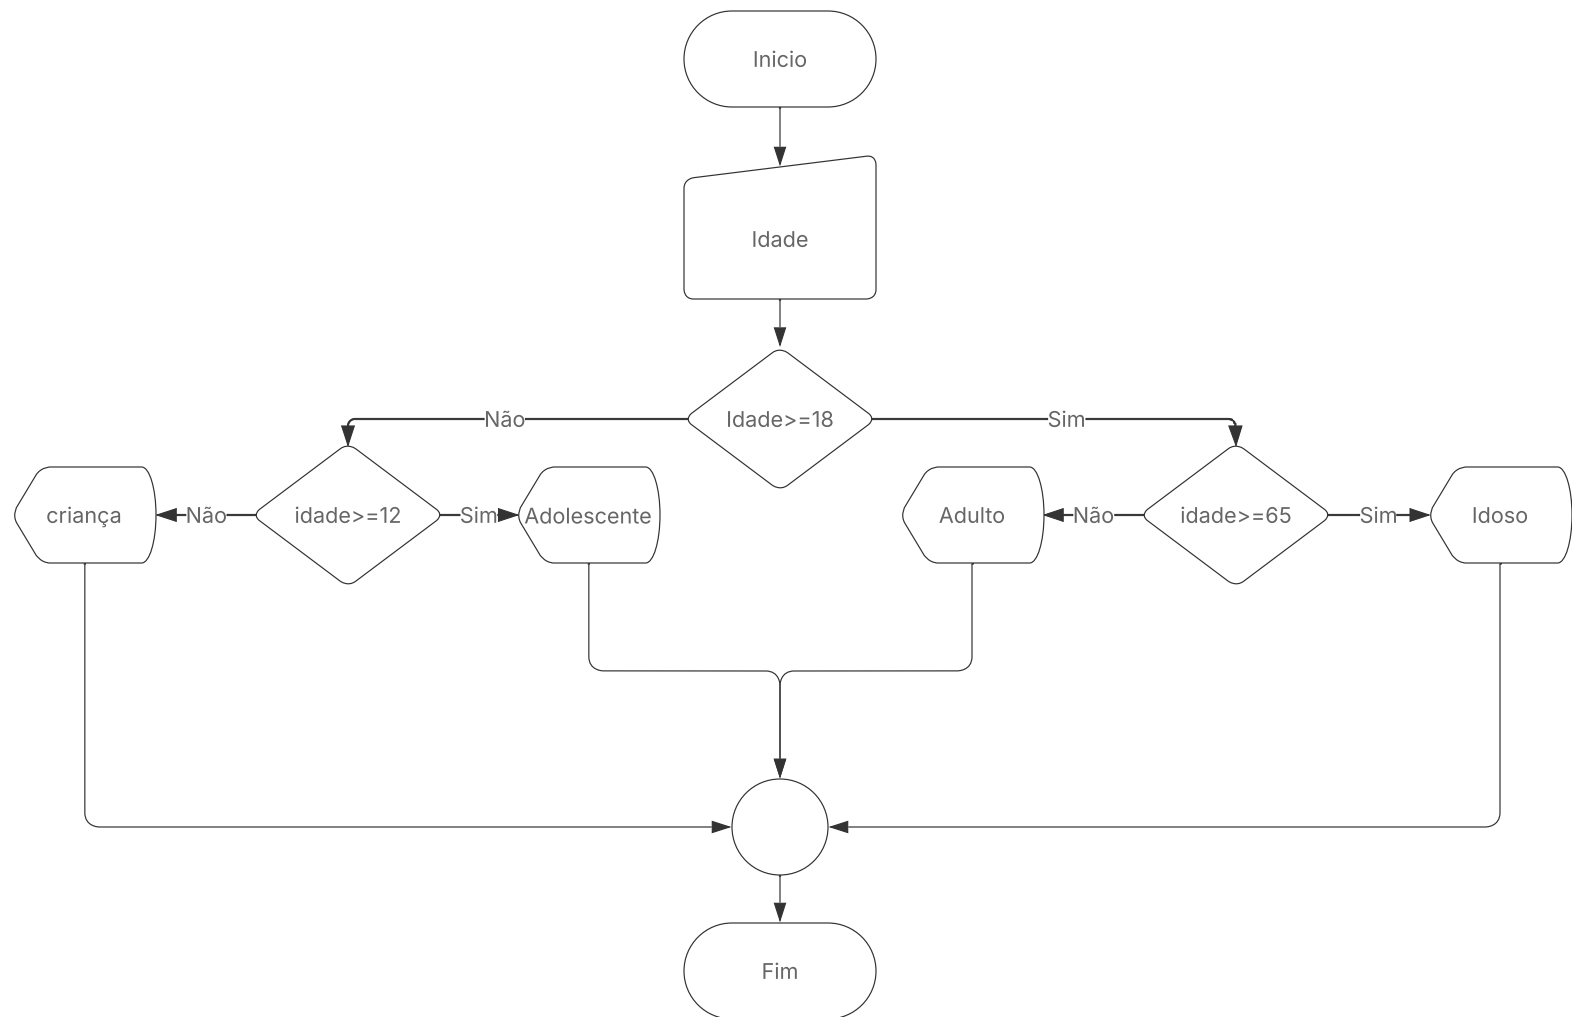 Inicio
Idade
Idade>=18
Não
Sim
criança
Não
idade>=12
Sim
Adolescente
Adulto
Não
idade>=65
Sim
Idoso
Fim